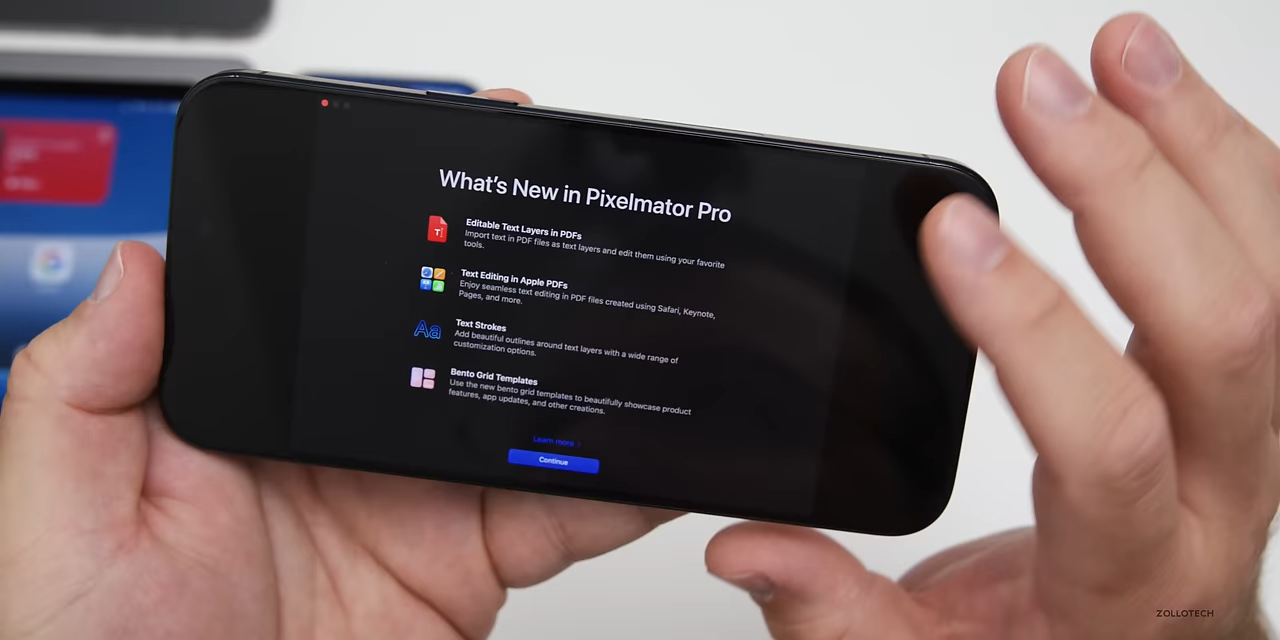 What's New in Pixelmator Pro
Editable Text Layers in PDFs
Import text in PDF files as text layers and edit them using your favorite
tools.
Text Editing in Apple PDFs
Enjoy seamless text editing in PDF files created using Safari, Keynote,
Pages, and more.
Aa
Text Strokes
Add beautiful outlines around text layers with a wide range of
customization options.
Bento Grid Templates
Use the new bento grid templates to beautifully showcase product
features, app updates, and other creations.
Learn more
Continue
ZOLLOTECH